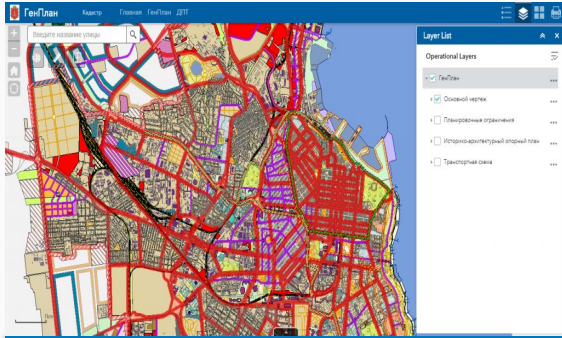 ГенПлан Кадастр Главная ГенПлан ДПТ
Введите название улицы
Layer List
Operational Layers
ГенПлан
Основной чертеж
Планировочные ограничения
Историко-архитектурный опорный план
Транспортная схема